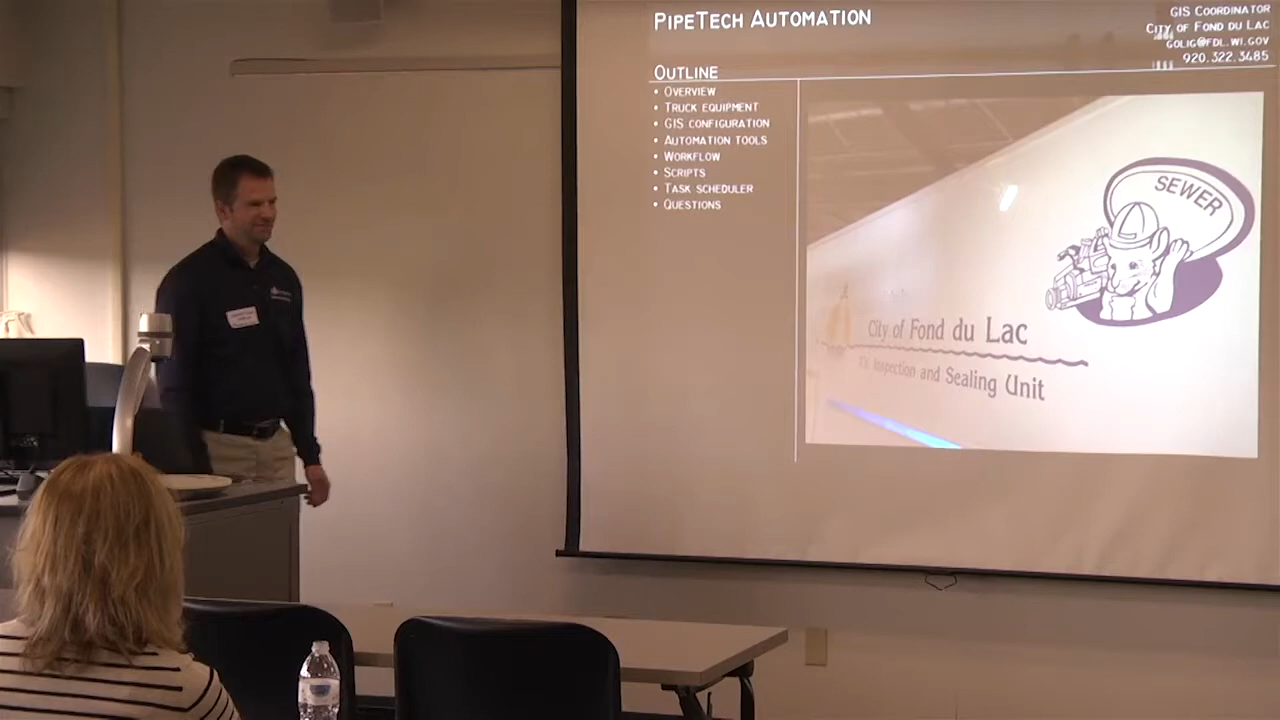 PipeTech Automation
GIS Coordinator
City of Fond du Lac
golig@fdl.wi.gov
920.322.3485
Outline
• Overview
• Truck equipment
• GIS configuration
• Automation tools
• Workflow
• Scripts
• Task scheduler
• Questions
SEWER
City of Fond du Lac
T.V. Inspection and Sealing Unit